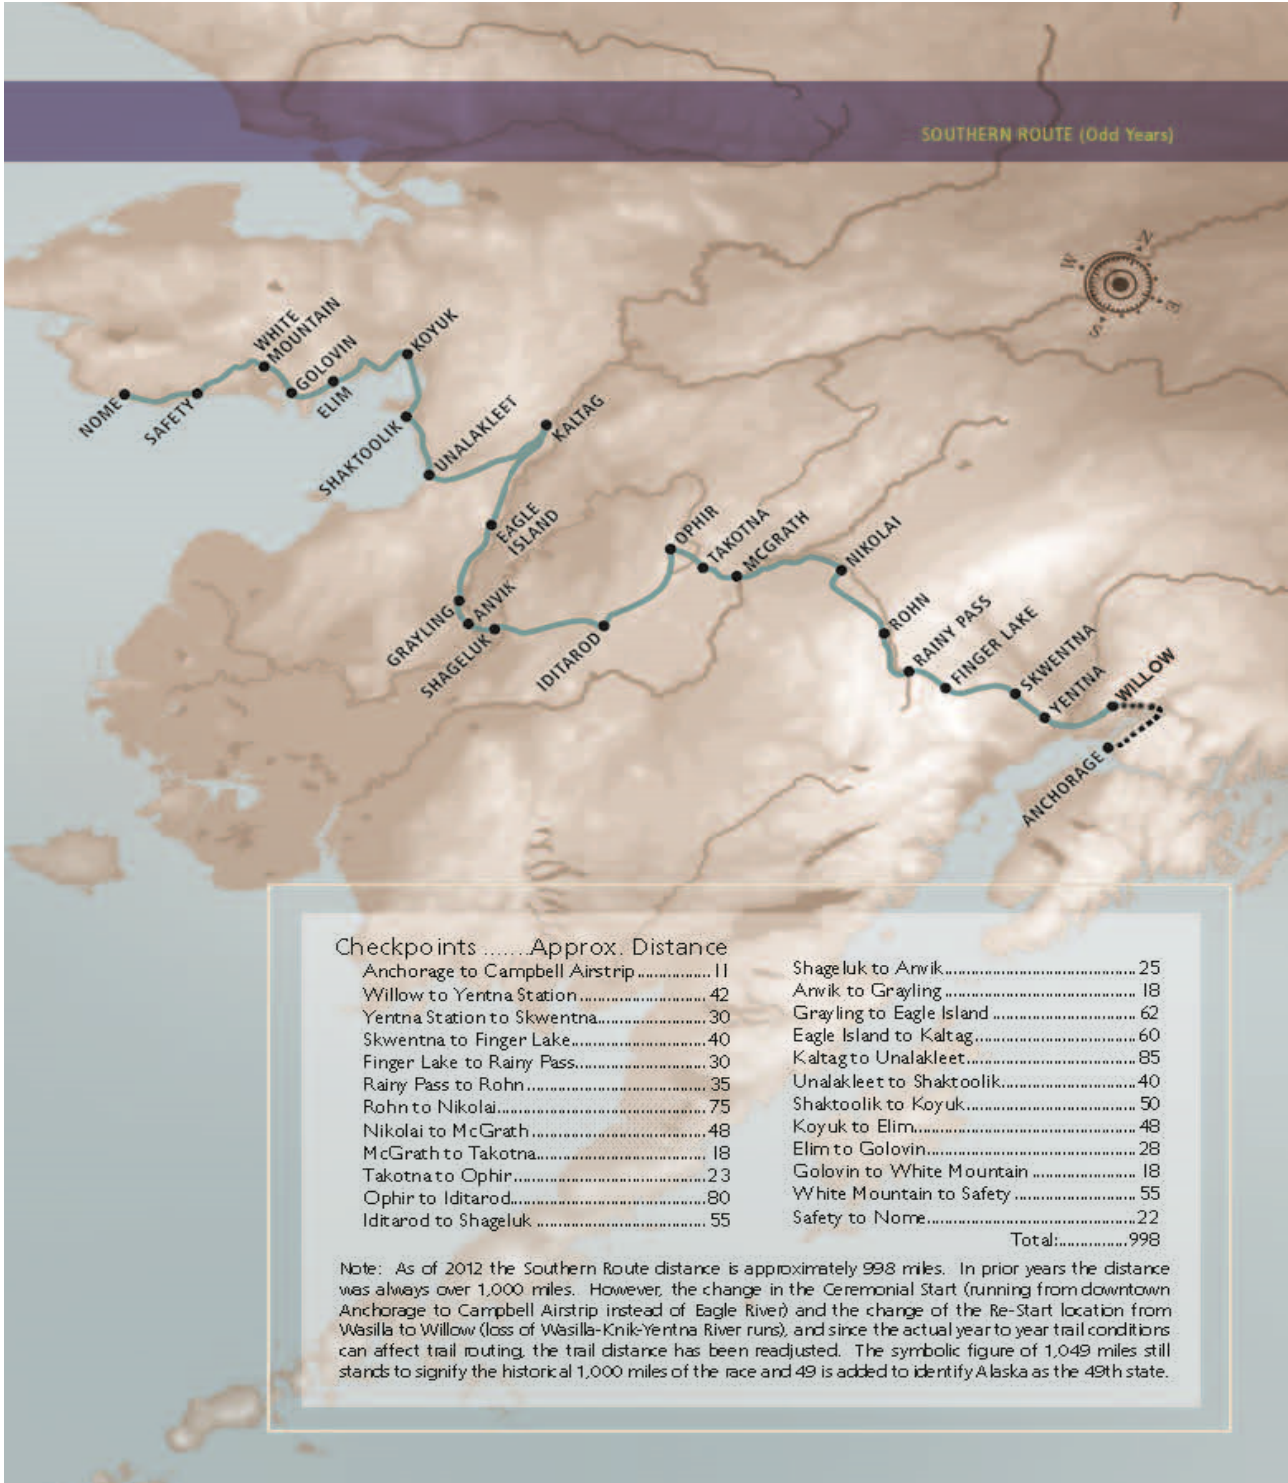 SOUTHERN ROUTE (Odd Years)
N
W
E
S
WHITE
MOUNTAIN
KOYUK
GOLOVIN
NOME
SAFETY
ELIM
UNALAKLEET
KALTAG
SHAKTOOLIK
EAGLE
ISLAND
OPHIR
TAKOTNA
MCGRATH
NIKOLAI
ANVIK
GRAYLING
SHAGELUK
IDITAROD
ROHN
RAINY PASS
FINGER LAKE
SKWENTNA
YENTNA
WILLOW
ANCHORAGE
Checkpoints .......Approx. Distance
Anchorage to Campbell Airstrip.................11
Willow to Yentna Station..............................42
Yentna Station to Skwentna.........................30
Skwentna to Finger Lake...............................40
Finger Lake to Rainy Pass..............................30
Rainy Pass to Rohn..........................................35
Rohn to Nikolai.................................................75
Nikolai to McGrath.........................................48
McGrath to Takotna........................................18
Takotna to Ophir.............................................23
Ophir to Iditarod..............................................80
Iditarod to Shageluk ........................................55
Shageluk to Anvik.............................................25
Anvik to Grayling.............................................18
Grayling to Eagle Island ..................................62
Eagle Island to Kaltag......................................60
Kaltag to Unalakleet........................................85
Unalakleet to Shaktoolik................................40
Shaktoolik to Koyuk........................................50
Koyuk to Elim....................................................48
Elim to Golovin.................................................28
Golovin to White Mountain ........................18
White Mountain to Safety ............................55
Safety to Nome.................................................22
Total:................998
Note: As of 2012 the Southern Route distance is approximately 998 miles. In prior years the distance
was always over 1,000 miles. However, the change in the Ceremonial Start (running from downtown
Anchorage to Campbell Airstrip instead of Eagle River) and the change of the Re-Start location from
Wasilla to Willow (loss of Wasilla-Knik-Yentna River runs), and since the actual year to year trail conditions
can affect trail routing, the trail distance has been readjusted. The symbolic figure of 1,049 miles still
stands to signify the historical 1,000 miles of the race and 49 is added to identify Alaska as the 49th state.